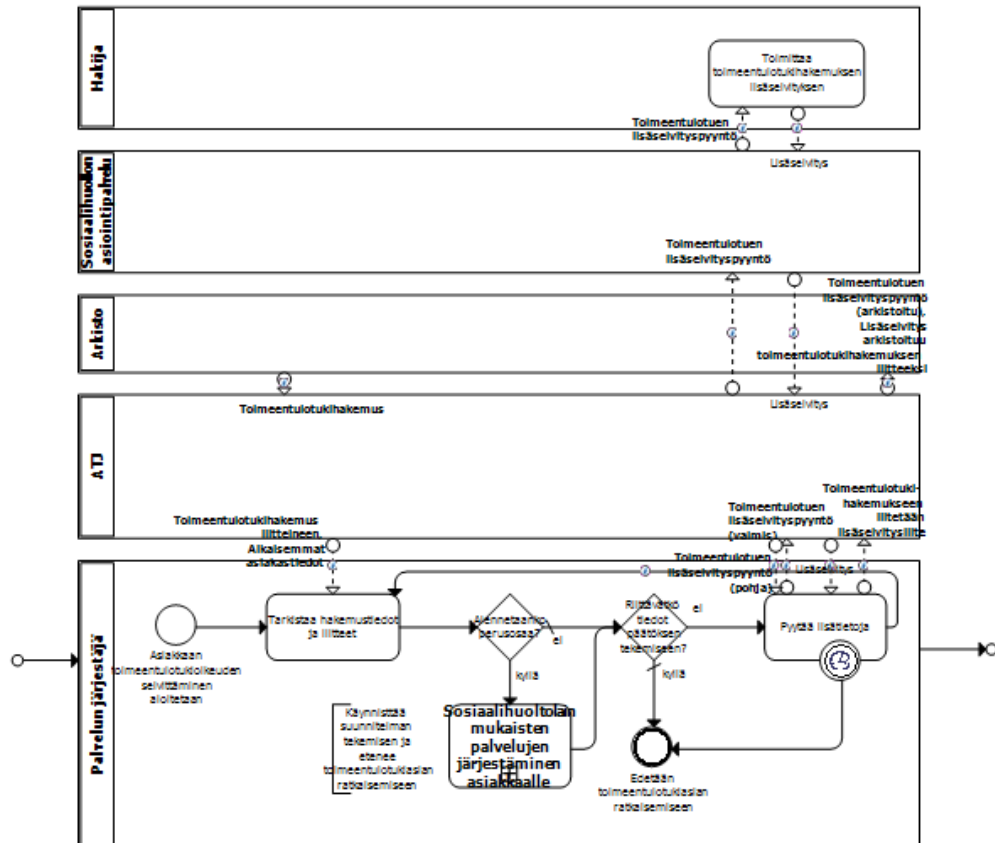 Hakija
Toimittaa
toimeentulotukihakemuksen
lisäselvityksen
Toimeentulotuen
lisäselvityspyyntö
Lisäselvitys
Sosiaalihuollon
asiointipalvelu
Toimeentulotuen
lisäselvityspyyntö
Toimeentulotuen
lisäselvityspyyntö
(arkistoitu),
Lisäselvitys
arkistoituu
toimeentulotukihakemuksen
liitteeksi
Arkisto
Toimeentulotukihakemus
Lisäselvitys
ATJ
Toimeentulotukihakemus
liitteineen,
Aikaisemmat
asiakastiedot
Toimeentulotuen
lisäselvityspyyntö
(valmis)
Toimeentulotuki-
hakemukseen
liitetään
lisäselvitysliite
Toimeentulotuen
lisäselvityspyyntö
(pohja)
Lisäselvitys
Palvelun järjestäjä
Asiakkaan
toimeentulotukioikeuden
selvittäminen
aloitetaan
Tarkistaa hakemustiedot
ja liitteet
Alennetaanko
perusosaa?
ei
kyllä
Riittävätkö
tiedot
päätöksen
tekemiseen?
ei
kyllä
Pyytää lisätietoja
Käynnistää
suunnitelman
tekemisen ja
etenee
toimeentulotukiasian
ratkaisemiseen
Sosiaalihuoltolain
mukaisten
palvelujen
järjestäminen
asiakkaalle
Edetään
toimeentulotukiasian
ratkaisemiseen